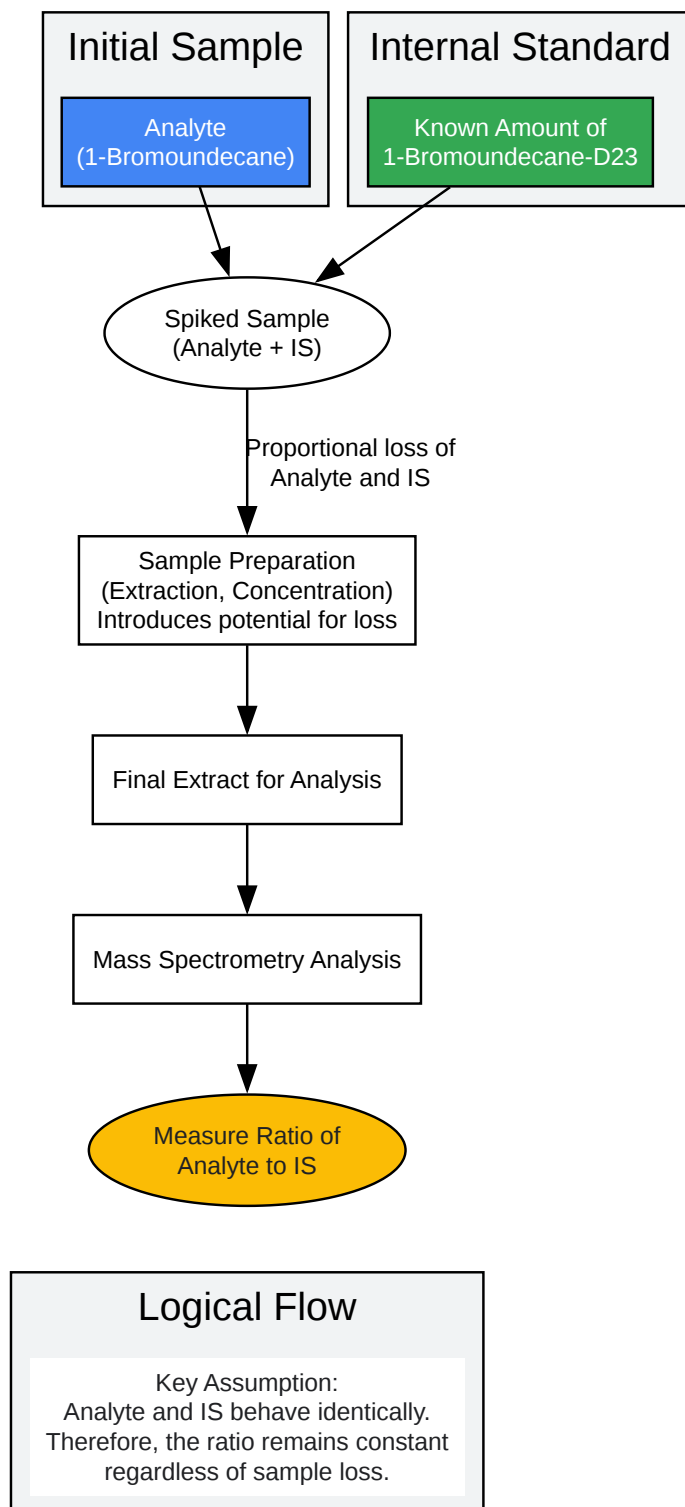 Initial Sample
Internal Standard
Analyte
(1-Bromoundecane)
Known Amount of
1-Bromoundecane-D23
Spiked Sample
(Analyte + IS)
Proportional loss of
Analyte and IS
Sample Preparation
(Extraction, Concentration)
Introduces potential for loss
Final Extract for Analysis
Mass Spectrometry Analysis
Measure Ratio of
Analyte to IS
Logical Flow
Key Assumption:
Analyte and IS behave identically.
Therefore, the ratio remains constant
regardless of sample loss.